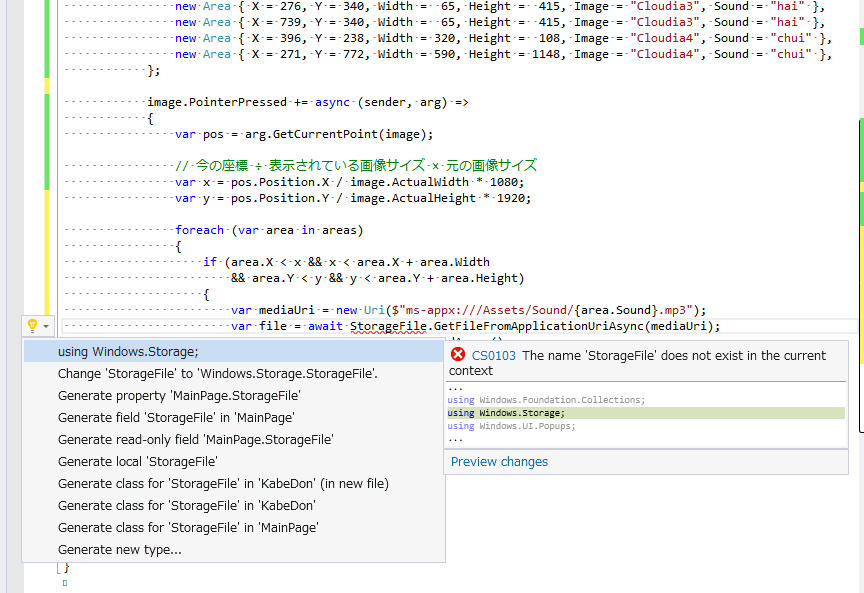 new Area { X = 276, Y = 340, Width =  65, Height =  415, Image = "Cloudia3", Sound = "hai" },
new Area { X = 739, Y = 340, Width =  65, Height =  415, Image = "Cloudia3", Sound = "hai" },
new Area { X = 396, Y = 238, Width = 320, Height =  108, Image = "Cloudia4", Sound = "chui" },
new Area { X = 271, Y = 772, Width = 590, Height = 1148, Image = "Cloudia4", Sound = "chui" },
};
image.PointerPressed += async (sender, arg) =>
{
var pos = arg.GetCurrentPoint(image);
// 今の座標 ÷ 表示されている画像サイズ × 元の画像サイズ
var x = pos.Position.X / image.ActualWidth * 1080;
var y = pos.Position.Y / image.ActualHeight * 1920;
foreach (var area in areas)
{
if (area.X < x && x < area.X + area.Width
&& area.Y < y && y < area.Y + area.Height)
{
var mediaUri = new Uri($"ms-appx:///Assets/Sound/{area.Sound}.mp3");
var file = await StorageFile.GetFileFromApplicationUriAsync(mediaUri);
using Windows.Storage;
Change 'StorageFile' to 'Windows.Storage.StorageFile'.
Generate property 'MainPage.StorageFile'
Generate field 'StorageFile' in 'MainPage'
Generate read-only field 'MainPage.StorageFile'
Generate local 'StorageFile'
Generate class for 'StorageFile' in 'KabeDon' (in new file)
Generate class for 'StorageFile' in 'KabeDon'
Generate class for 'StorageFile' in 'MainPage'
Generate new type...
CS0103 The name 'StorageFile' does not exist in the current
context
...
using Windows.Foundation.Collections;
using Windows.Storage;
using Windows.UI.Popups;
...
Preview changes
}